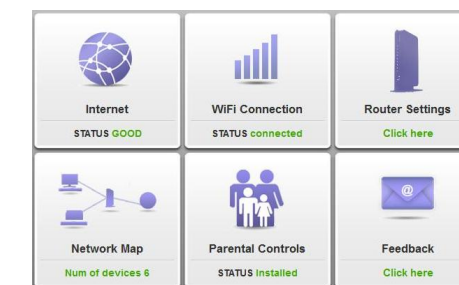 Internet
WiFi Connection
Router Settings
STATUS GOOD
STATUS connected
Click here
@
Network Map
Parental Controls
Feedback
Num of devices 6
STATUS Installed
Click here